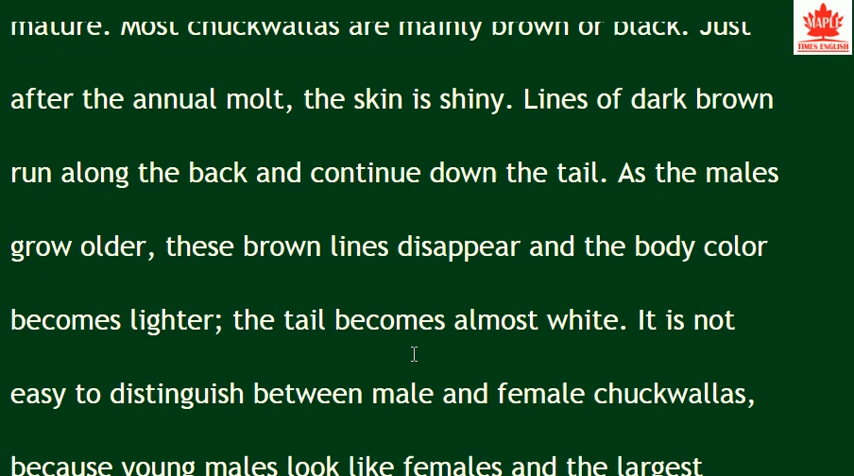 mature. Most chuckwallas are mainly brown or black. Just
MAPLE
TIMES ENGLISH
after the annual molt, the skin is shiny. Lines of dark brown
run along the back and continue down the tail. As the males
grow older, these brown lines disappear and the body color
becomes lighter; the tail becomes almost white. It is not
easy to distinguish between male and female chuckwallas,
because young males look like females and the largest